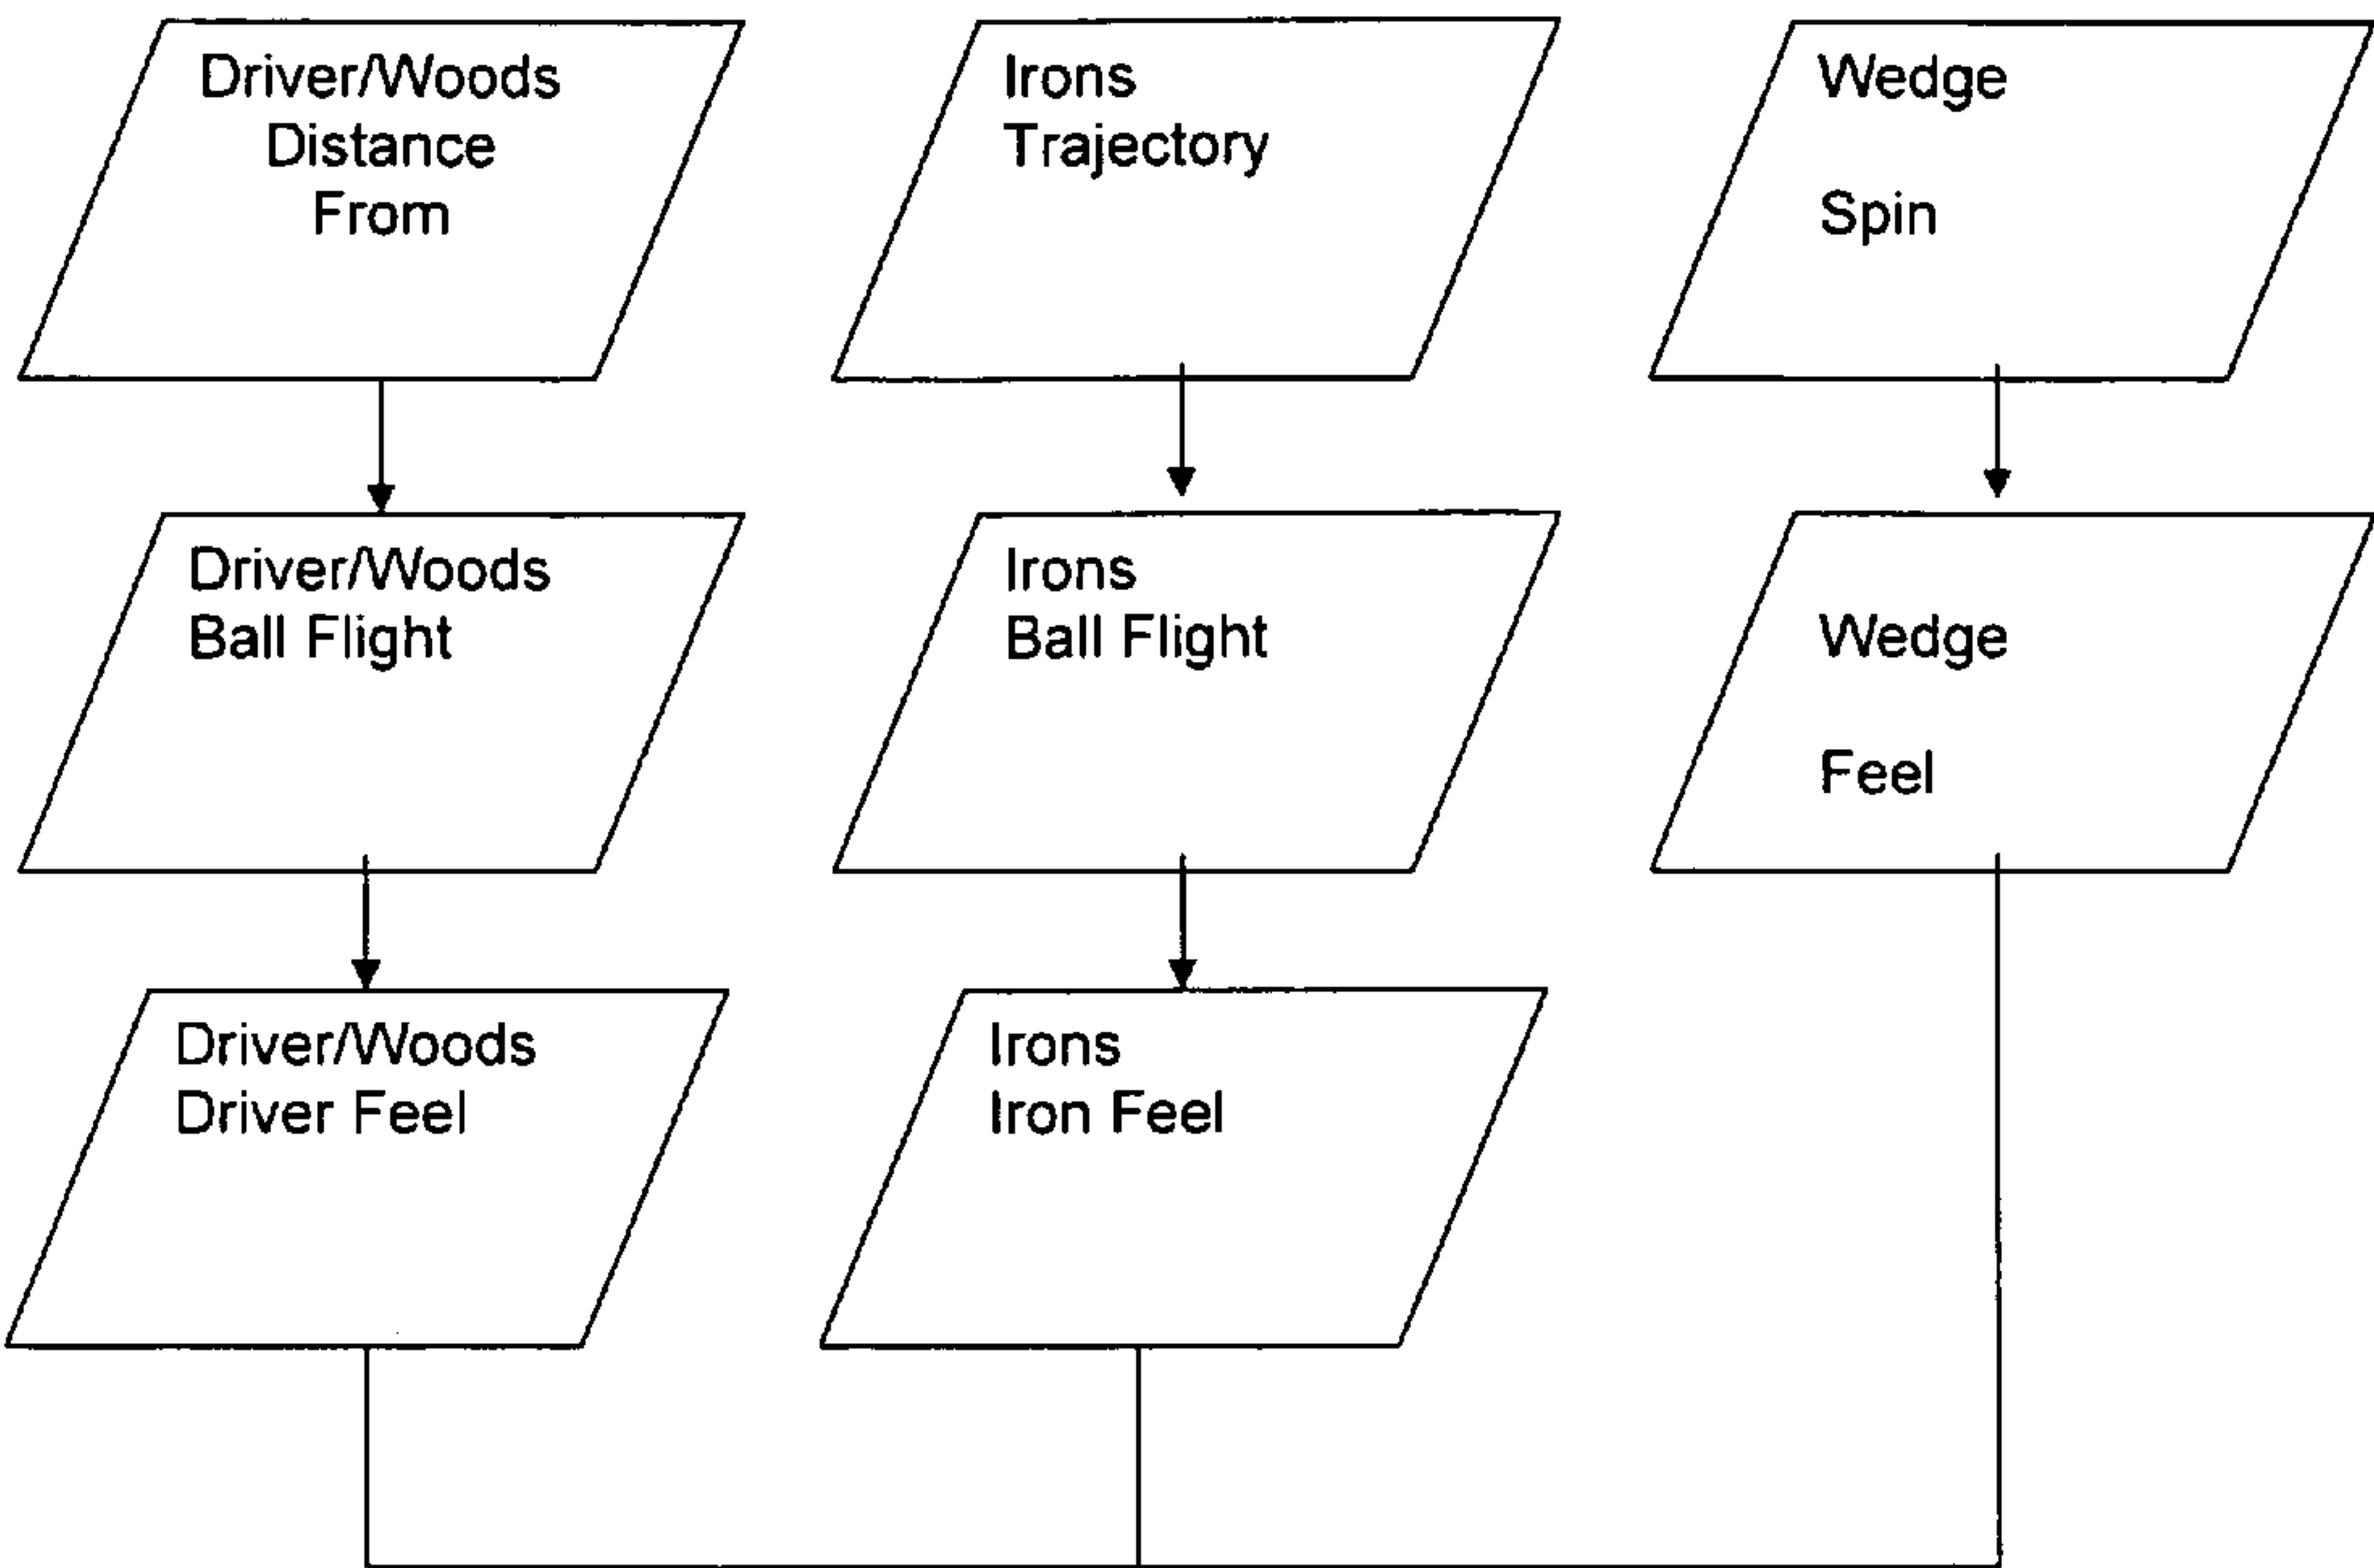 Driver/Woods
Distance
From
Irons
Trajectory
Wedge
Spin
Driver/Woods
Ball Flight
Irons
Ball Flight
Wedge
Feel
Driver/Woods
Driver Feel
Irons
Iron Feel